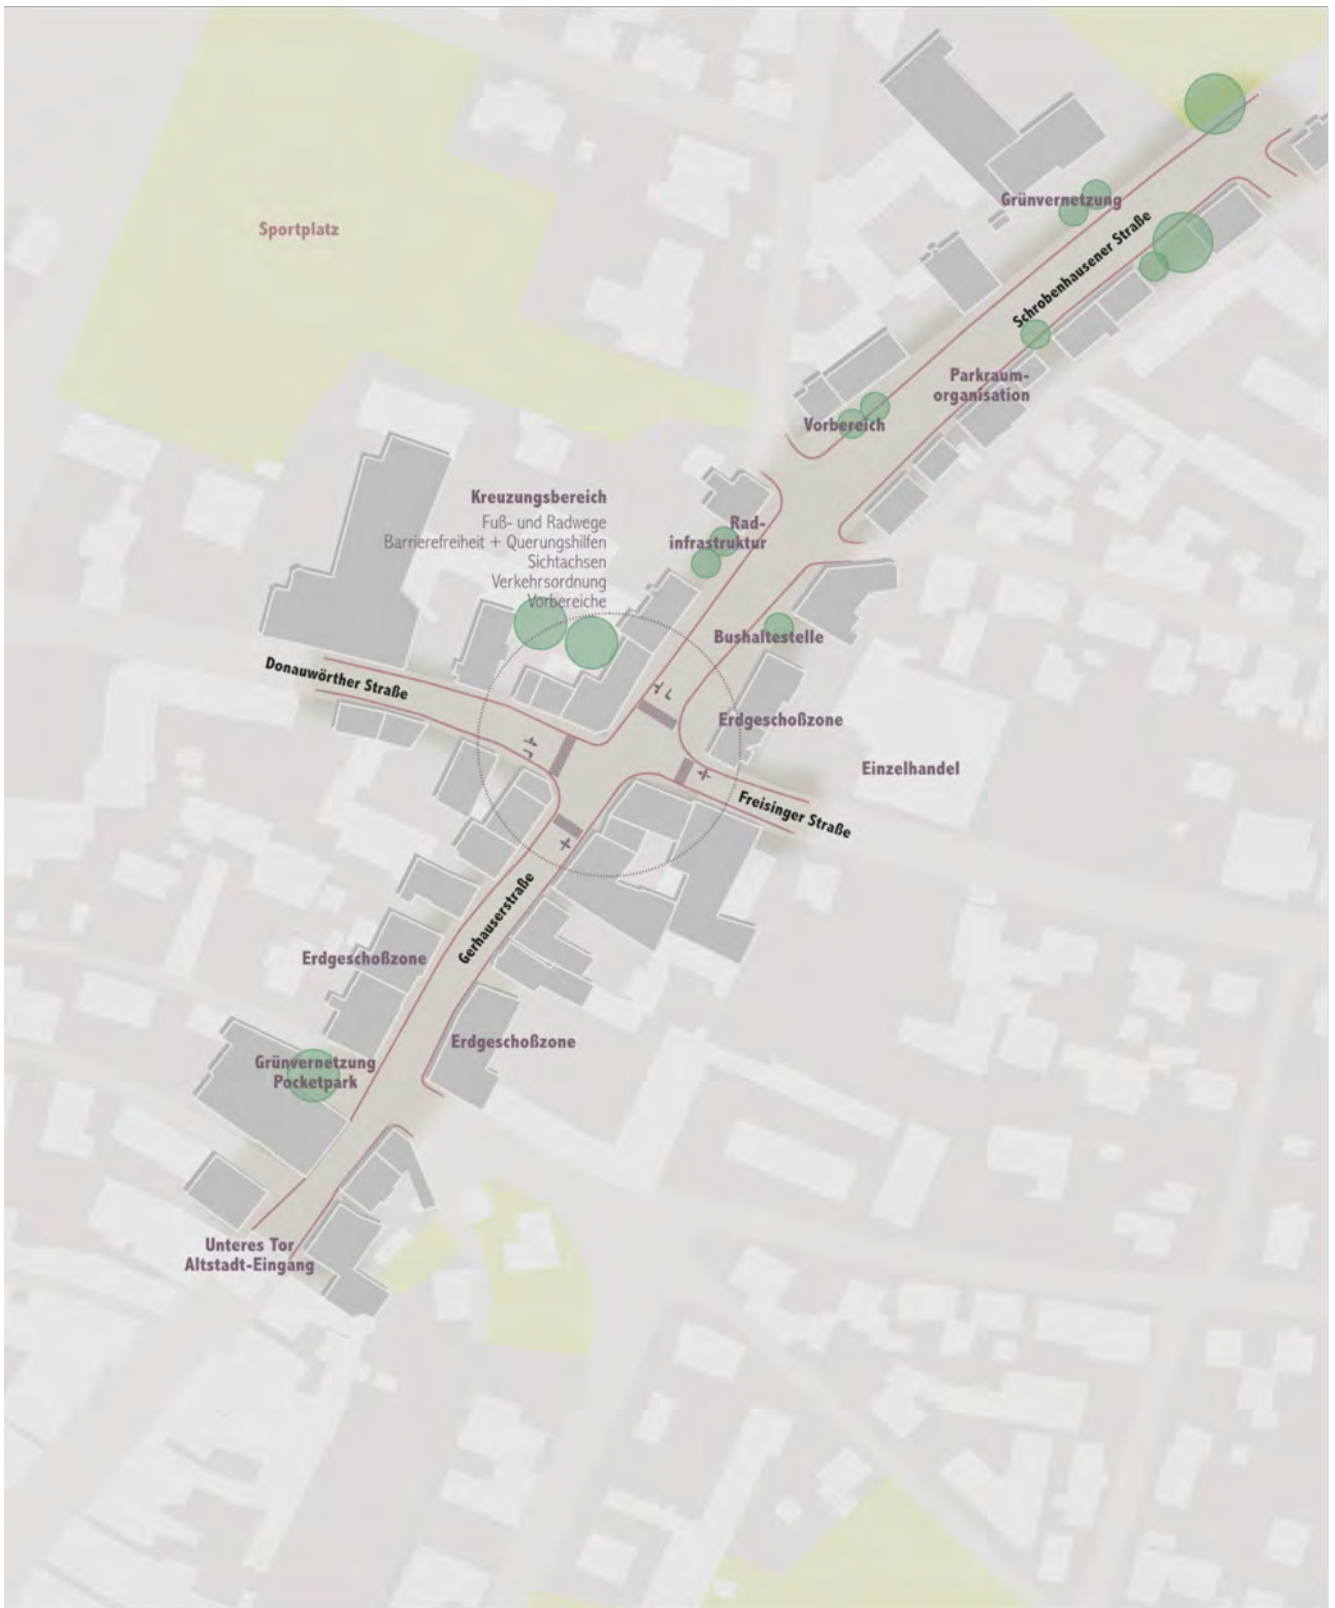 Grünvernetzung
Sportplatz
Schrobenhausener Straße
Parkraum-
organisation
Vorbereich
Kreuzungsbereich
Fuß- und Radwege
Barrierefreiheit + Querungshilfen
Sichtachsen
Verkehrsordnung
Vorbereiche
Rad-
infrastruktur
Bushaltestelle
Donauwörther Straße
Erdgeschoßzone
Einzelhandel
Freisinger Straße
Gerhauserstraße
Erdgeschoßzone
Erdgeschoßzone
Grünvernetzung
Pocketpark
Unteres Tor
Altstadt-Eingang